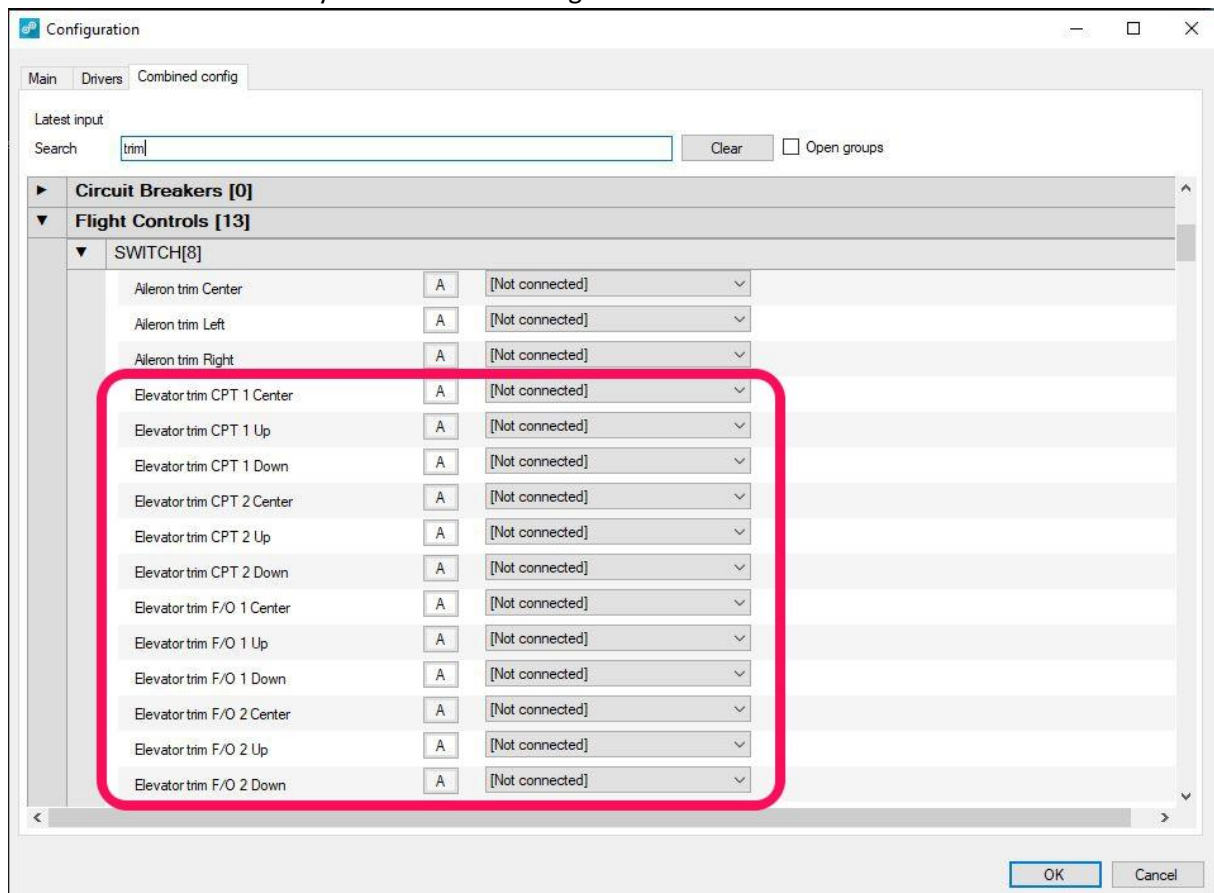 Configuration
Main Drivers Combined config
Latest input
Search trim Clear Open groups
Circuit Breakers [0]
Flight Controls [13]
SWITCH[8]
Aileron trim Center A [Not connected]
Aileron trim Left A [Not connected]
Aileron trim Right A [Not connected]
Elevator trim CPT 1 Center A [Not connected]
Elevator trim CPT 1 Up A [Not connected]
Elevator trim CPT 1 Down A [Not connected]
Elevator trim CPT 2 Center A [Not connected]
Elevator trim CPT 2 Up A [Not connected]
Elevator trim CPT 2 Down A [Not connected]
Elevator trim F/O 1 Center A [Not connected]
Elevator trim F/O 1 Up A [Not connected]
Elevator trim F/O 1 Down A [Not connected]
Elevator trim F/O 2 Center A [Not connected]
Elevator trim F/O 2 Up A [Not connected]
Elevator trim F/O 2 Down A [Not connected]
OK Cancel